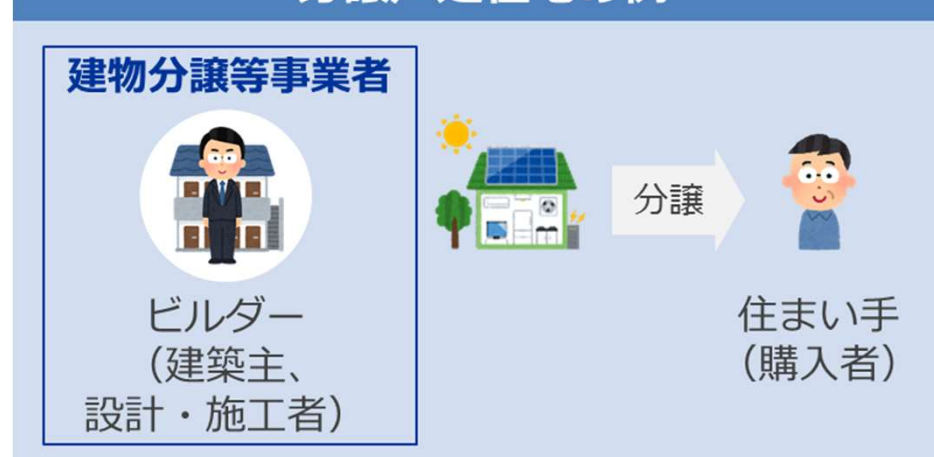 建物分譲等事業者
ビルダー
（建築主、
設計・施工者）
分譲
住まい手
（購入者）